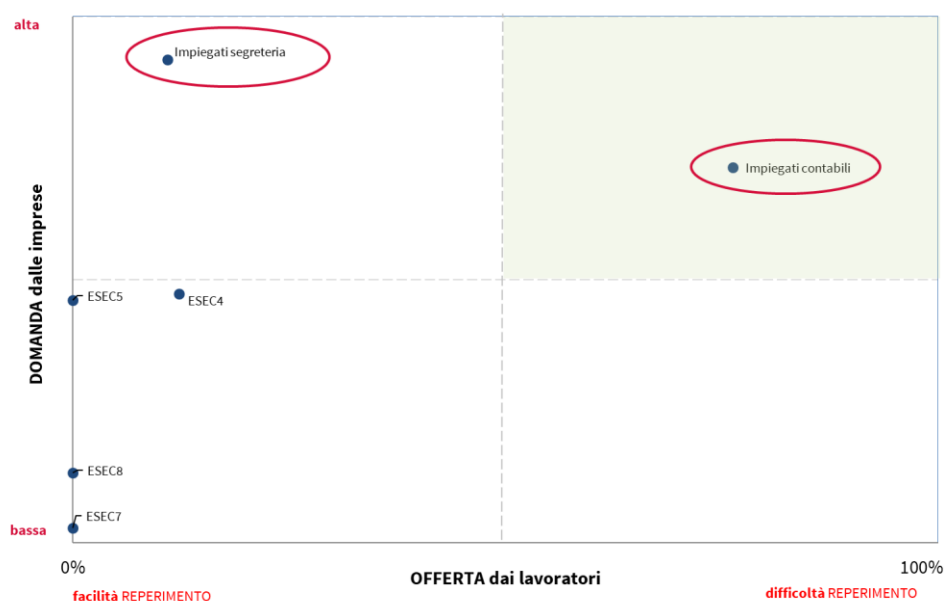 alta
Impiegati segreteria
Impiegati contabili
DOMANDA dalle imprese
ESEC5
ESEC4
ESEC8
ESEC7
bassa
0%
100%
OFFERTA dai lavoratori
facilità REPERIMENTO
difficoltà REPERIMENTO